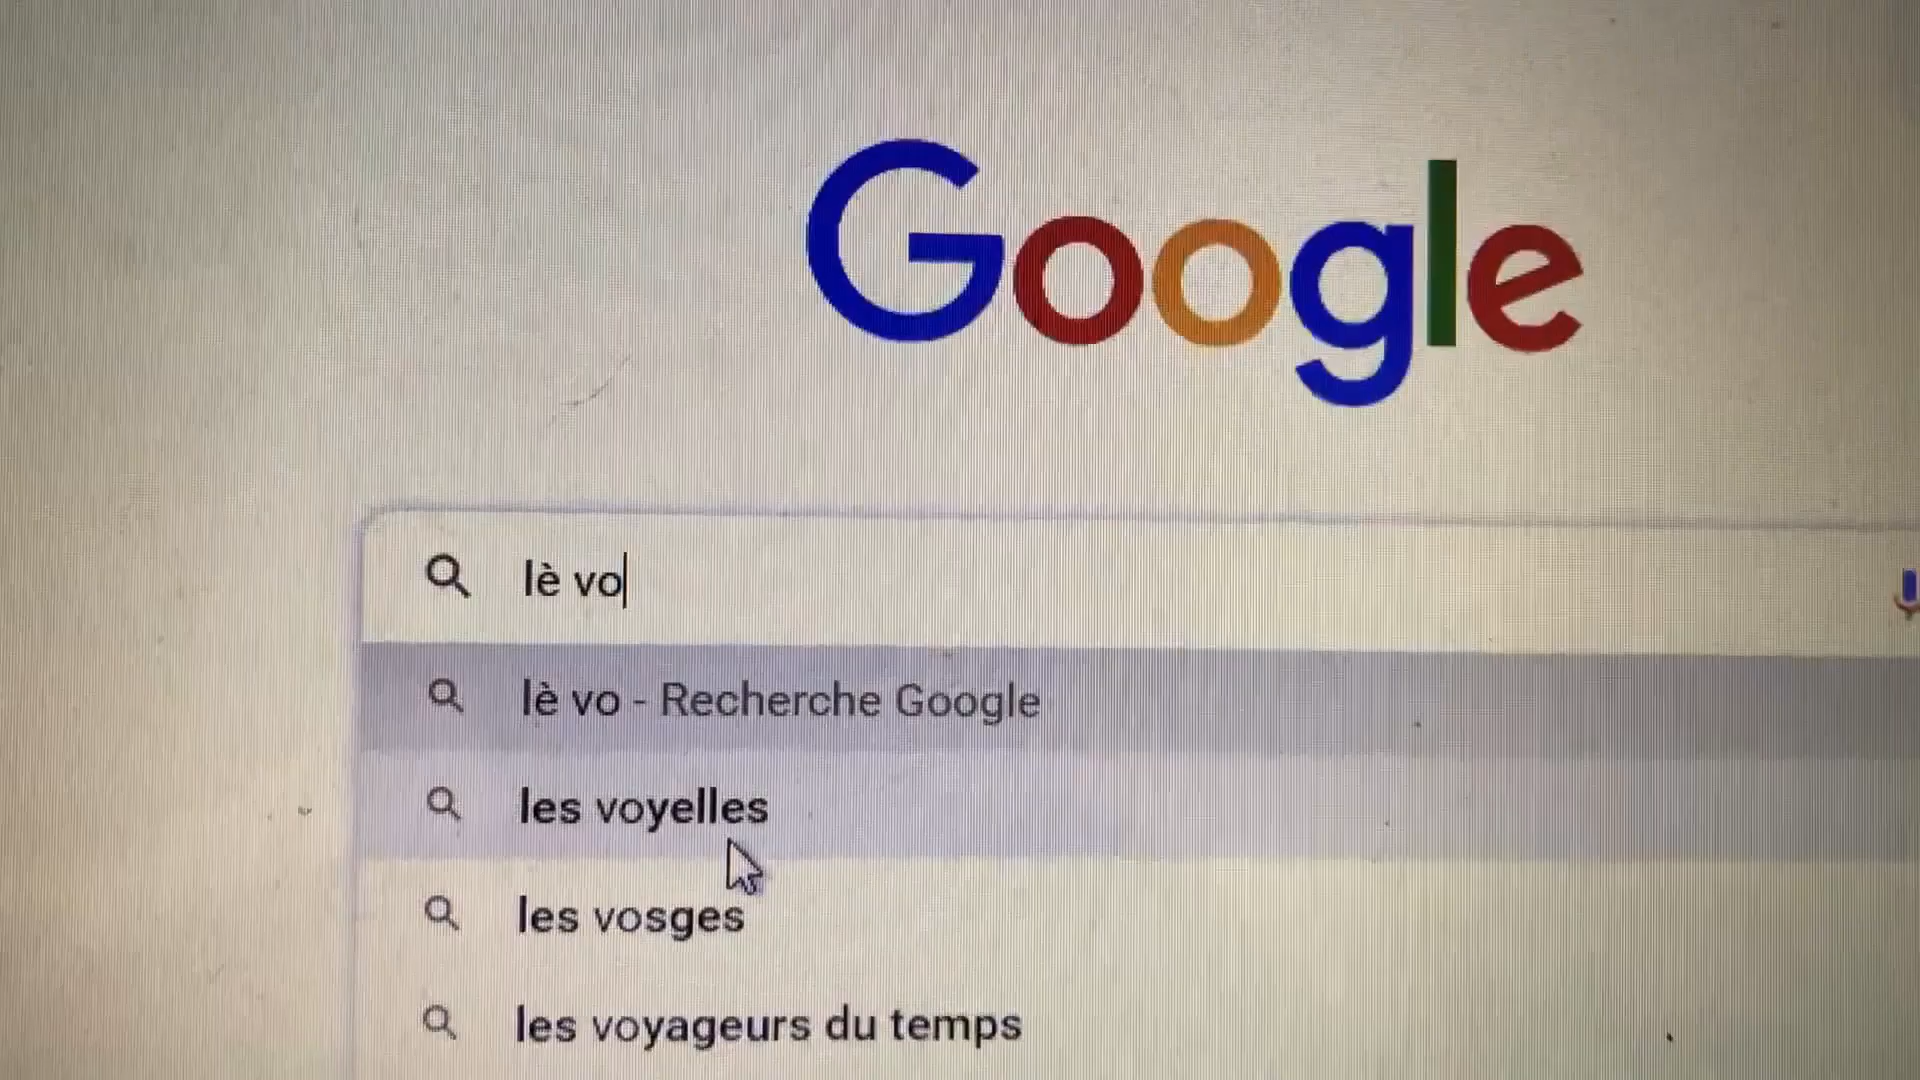 Google
lè vo
lè vo - Recherche Google
les voyelles
les vosges
les voyageurs du temps